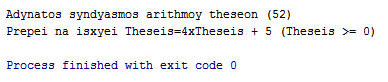 Adynatos syndyasmos arithmoy theseon (52)
Prepei na isxyei Theseis=4xTheseis + 5 (Theseis >= 0)
Process finished with exit code 0